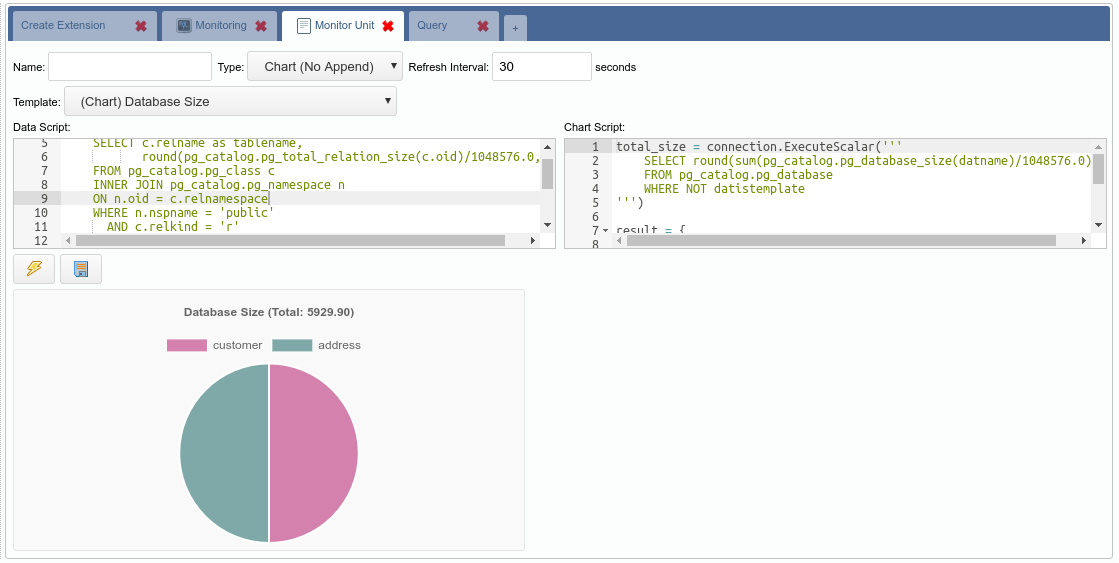 Create Extension Monitoring Monitor Unit Query +
Name: Type: Chart (No Append) Refresh Interval: 30 seconds
Template: (Chart) Database Size
Data Script:
5 SELECT c.relname as tablename,
6 round(pg_catalog.pg_total_relation_size(c.oid)/1048576.0,
7 FROM pg_catalog.pg_class c
8 INNER JOIN pg_catalog.pg_namespace n
9 ON n.oid = c.relnamespace
10 WHERE n.nspname = 'public'
11 AND c.relkind = 'r'
12
Chart Script:
1 total_size = connection.ExecuteScalar('''
2 SELECT round(sum(pg_catalog.pg_database_size(datname)/1048576.0)
3 FROM pg_catalog.pg_database
4 WHERE NOT datistemplate
5 ''')
6
7 result = {
8
Database Size (Total: 5929.90)
customer address